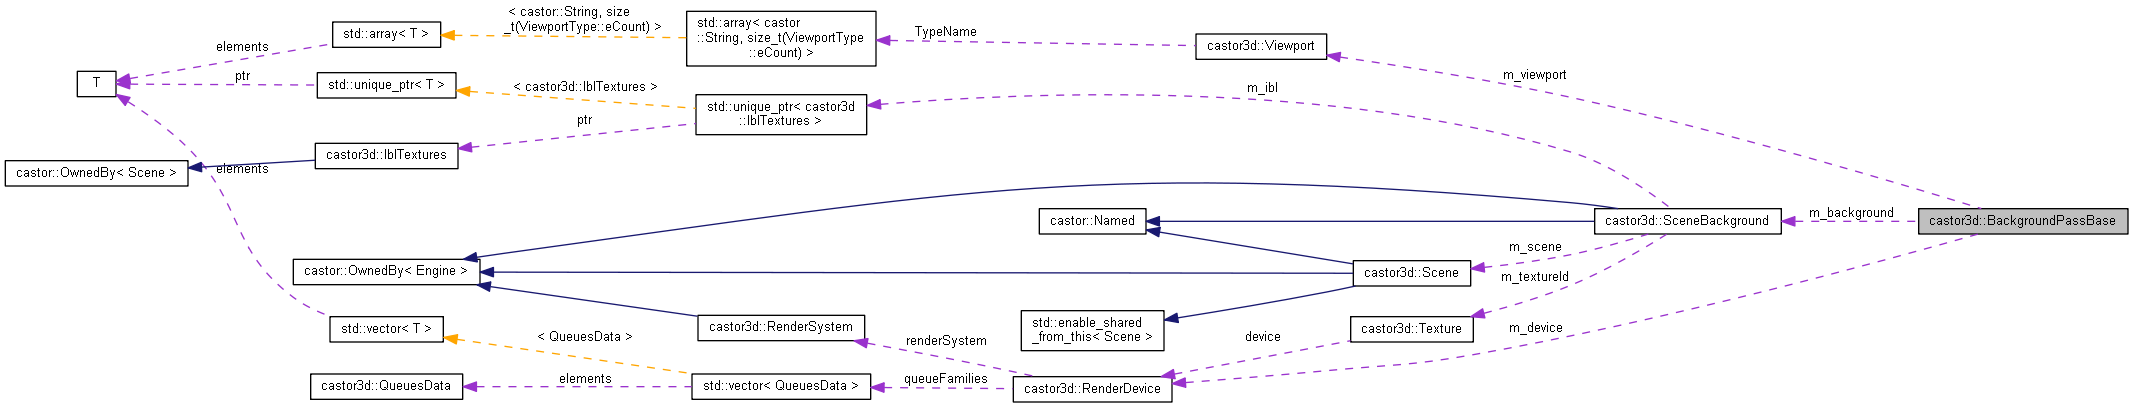 < castor::String, size
_t(ViewportType::eCount) >
std::array< castor
::String, size_t(ViewportType
::eCount) >
TypeName
castor3d::Viewport
std::array< T >
elements
T
ptr
std::unique_ptr< T >
< castor3d::IblTextures >
std::unique_ptr< castor3d
::IblTextures >
m_ibl
m_viewport
ptr
castor3d::IblTextures
castor::OwnedBy< Scene >
elements
castor::Named
castor3d::SceneBackground
m_background
castor3d::BackgroundPassBase
m_scene
castor::OwnedBy< Engine >
castor3d::Scene
m_textureId
std::enable_shared
_from_this< Scene >
castor3d::RenderSystem
std::vector< T >
castor3d::Texture
m_device
< QueuesData >
renderSystem
device
castor3d::QueuesData
elements
std::vector< QueuesData >
queueFamilies
castor3d::RenderDevice